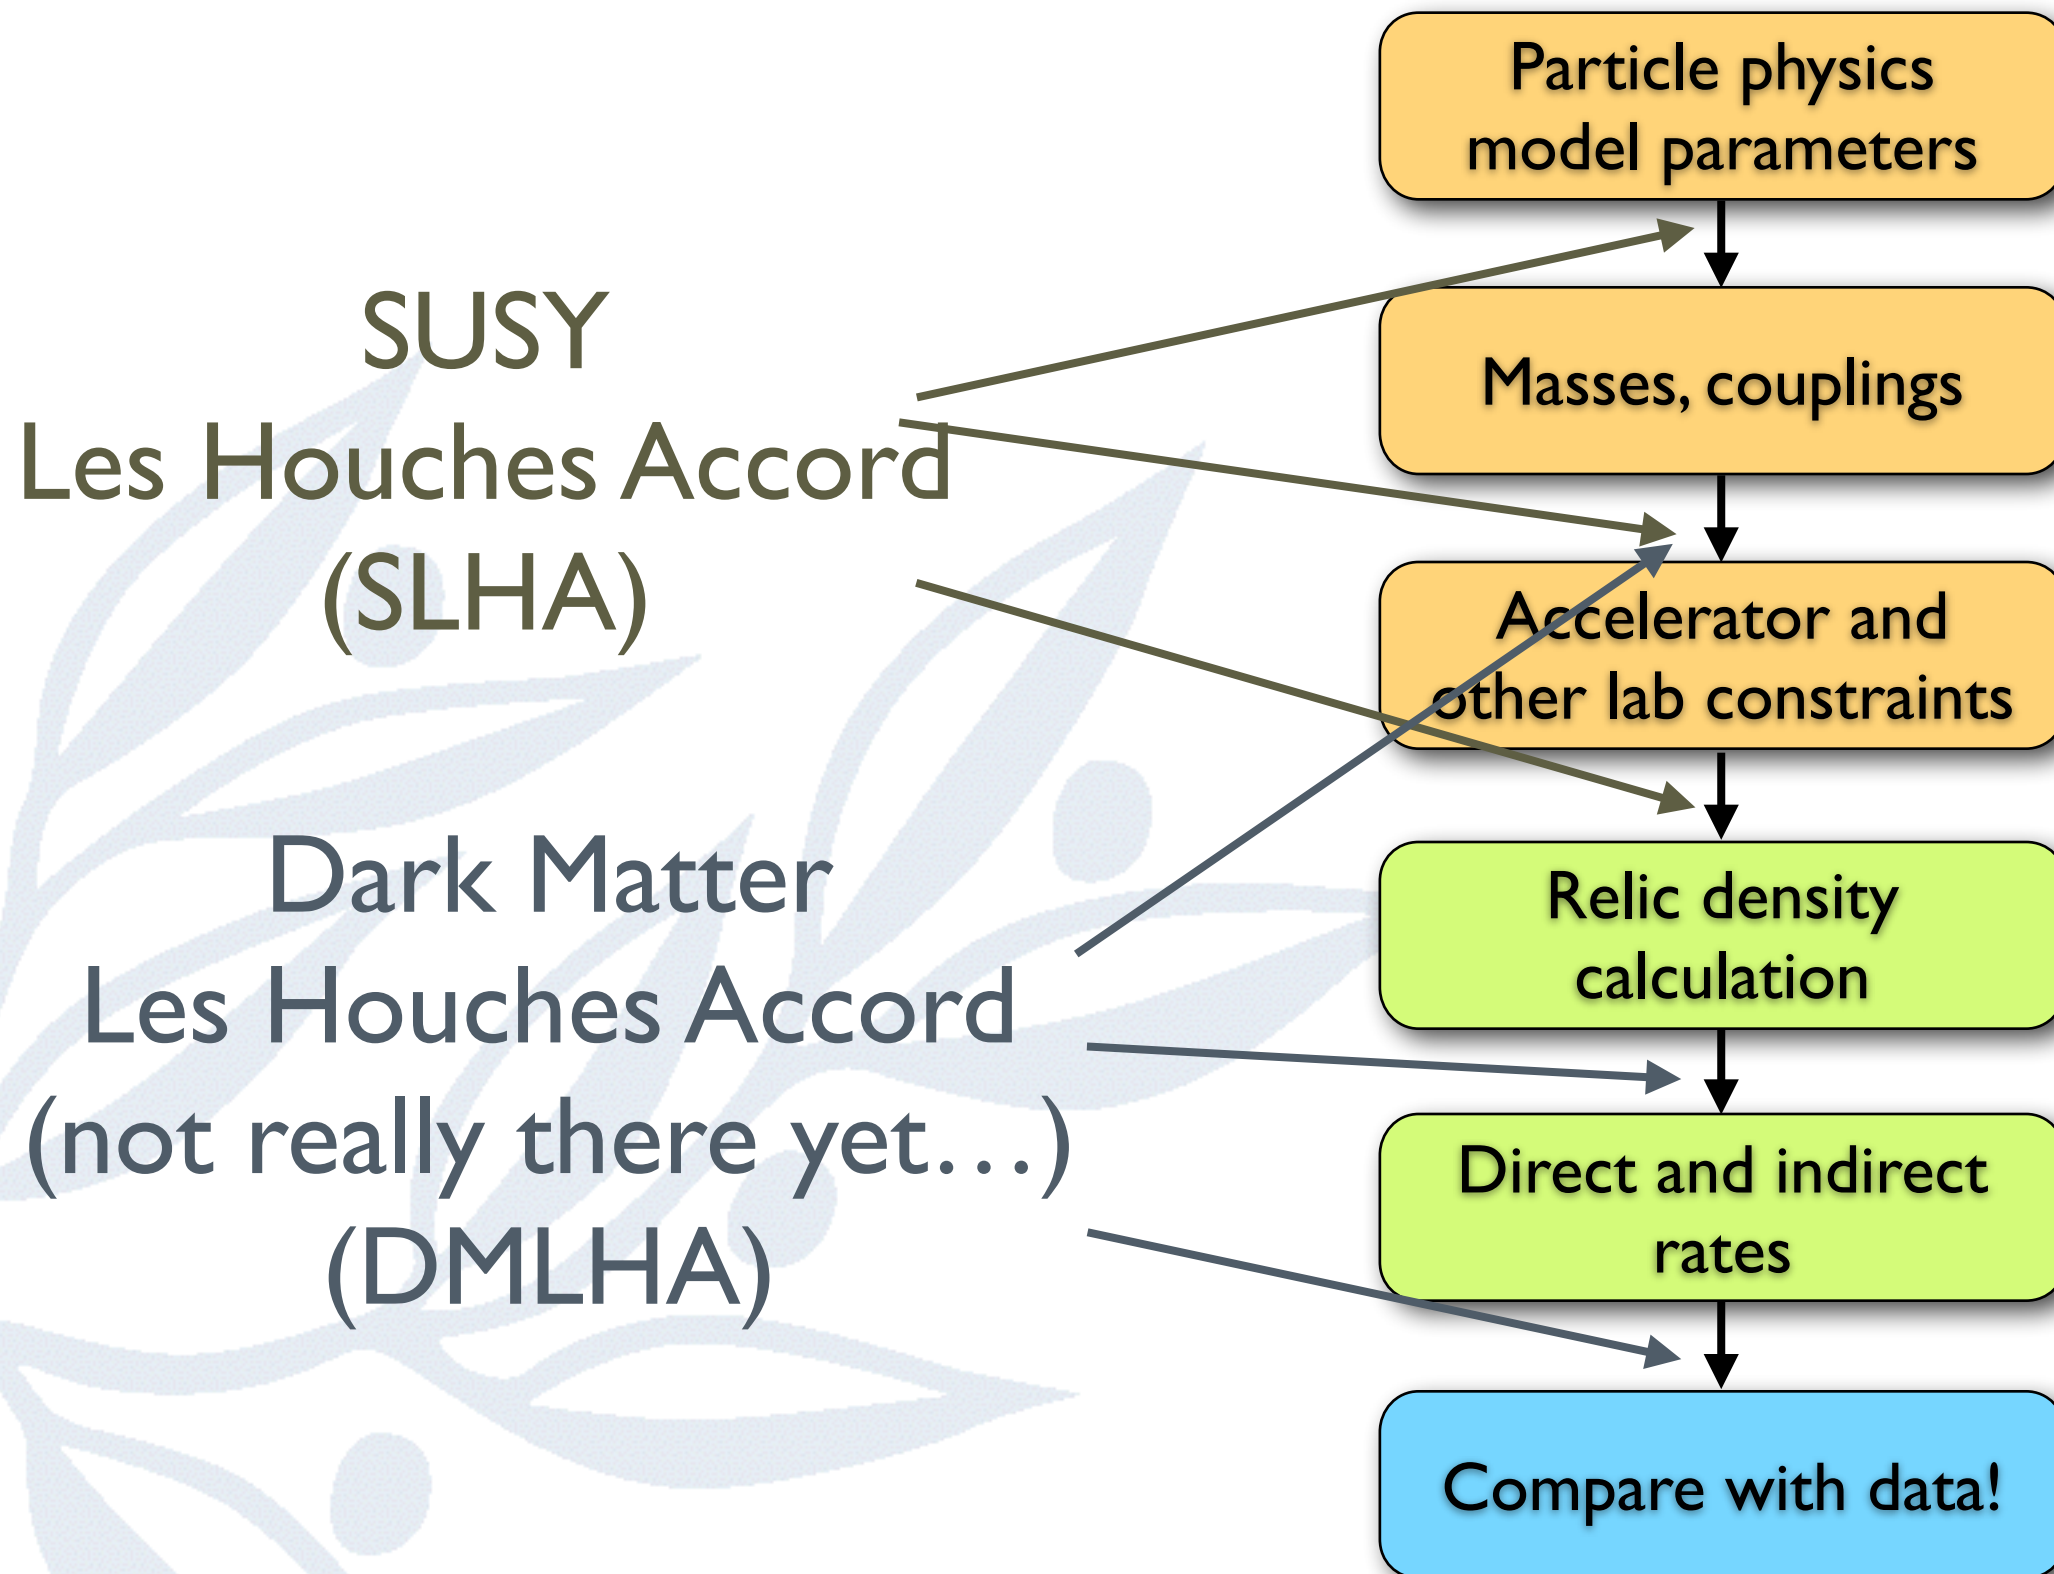 SUSY
Les Houches Accord
(SLHA)
Dark Matter
Les Houches Accord
(not really there yet…)
(DMLHA)
Particle physics
model parameters
Masses, couplings
Accelerator and
other lab constraints
Relic density
calculation
Direct and indirect
rates
Compare with data!